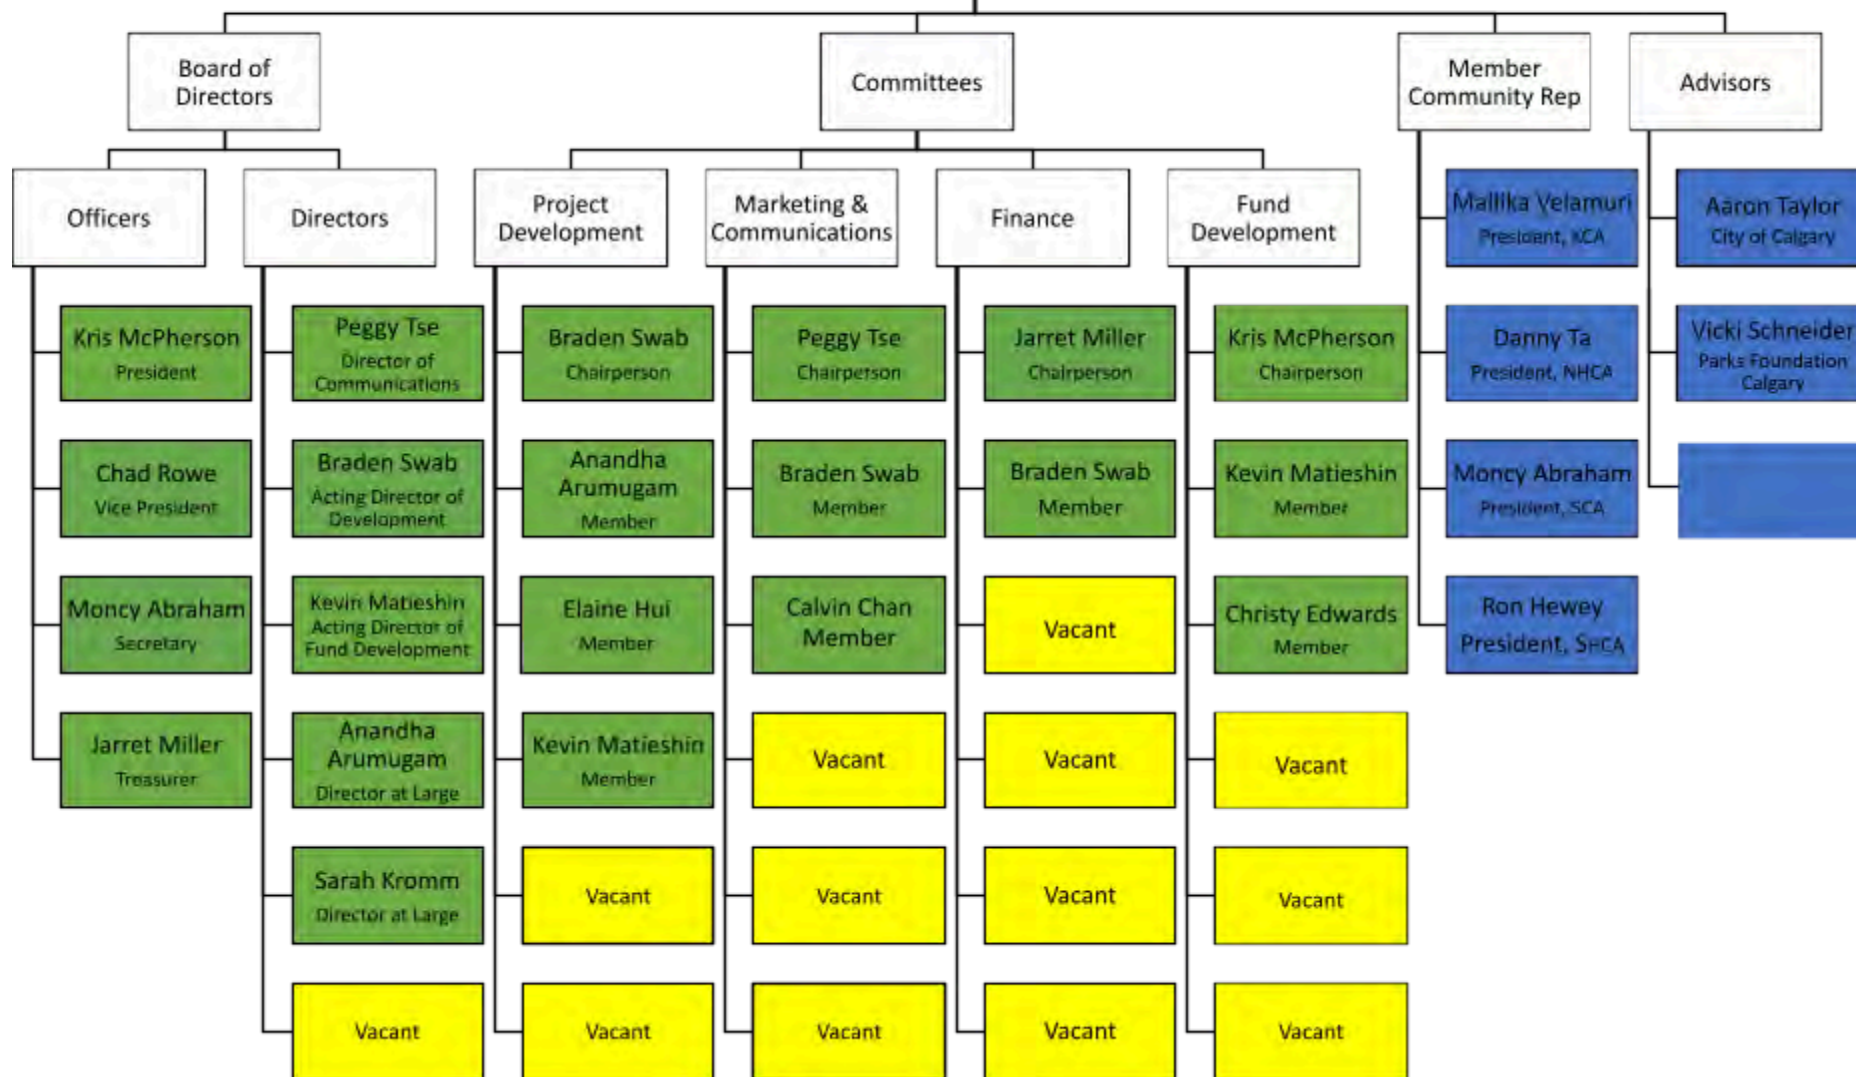 Board of
Directors
Committees
Member
Community Rep
Advisors
Officers
Directors
Project
Development
Marketing &
Communications
Finance
Fund
Development
Mallika Velamuri
President, KCA
Aaron Taylor
City of Calgary
Kris McPherson
President
Peggy Tse
Director of
Communications
Braden Swab
Chairperson
Peggy Tse
Chairperson
Jarret Miller
Chairperson
Kris McPherson
Chairperson
Danny Ta
President, NHCA
Vicki Schneider
Parks Foundation
Calgary
Chad Rowe
Vice President
Braden Swab
Acting Director of
Development
Anandha
Arumugam
Member
Braden Swab
Member
Braden Swab
Member
Kevin Matieshin
Member
Moncy Abraham
President, SCA
Moncy Abraham
Secretary
Kevin Matieshin
Acting Director of
Fund Development
Elaine Hui
Member
Calvin Chan
Member
Vacant
Christy Edwards
Member
Ron Hewey
President, SHCA
Jarret Miller
Treasurer
Anandha
Arumugam
Director at Large
Kevin Matieshin
Member
Vacant
Vacant
Vacant
Sarah Kromm
Director at Large
Vacant
Vacant
Vacant
Vacant
Vacant
Vacant
Vacant
Vacant
Vacant